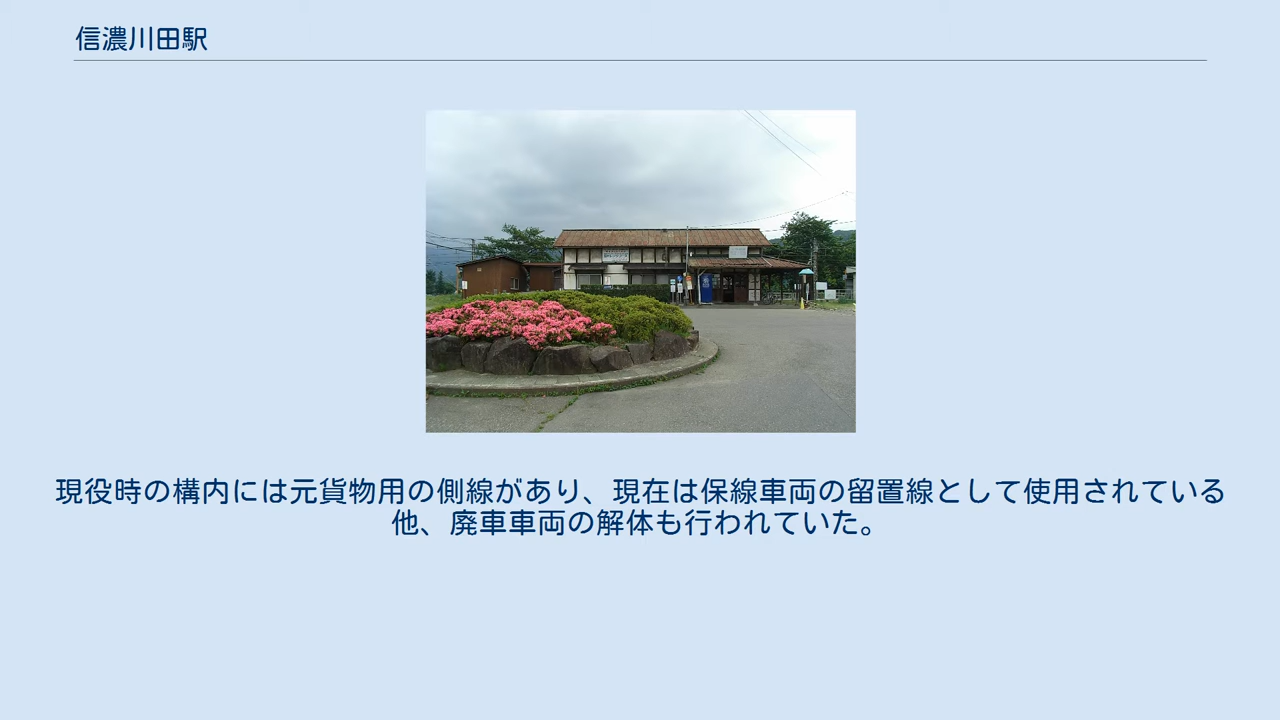 信濃川田駅
現役時の構内には元貨物用の側線があり、現在は保線車両の留置線として使用されている
他、廃車車両の解体も行われていた。